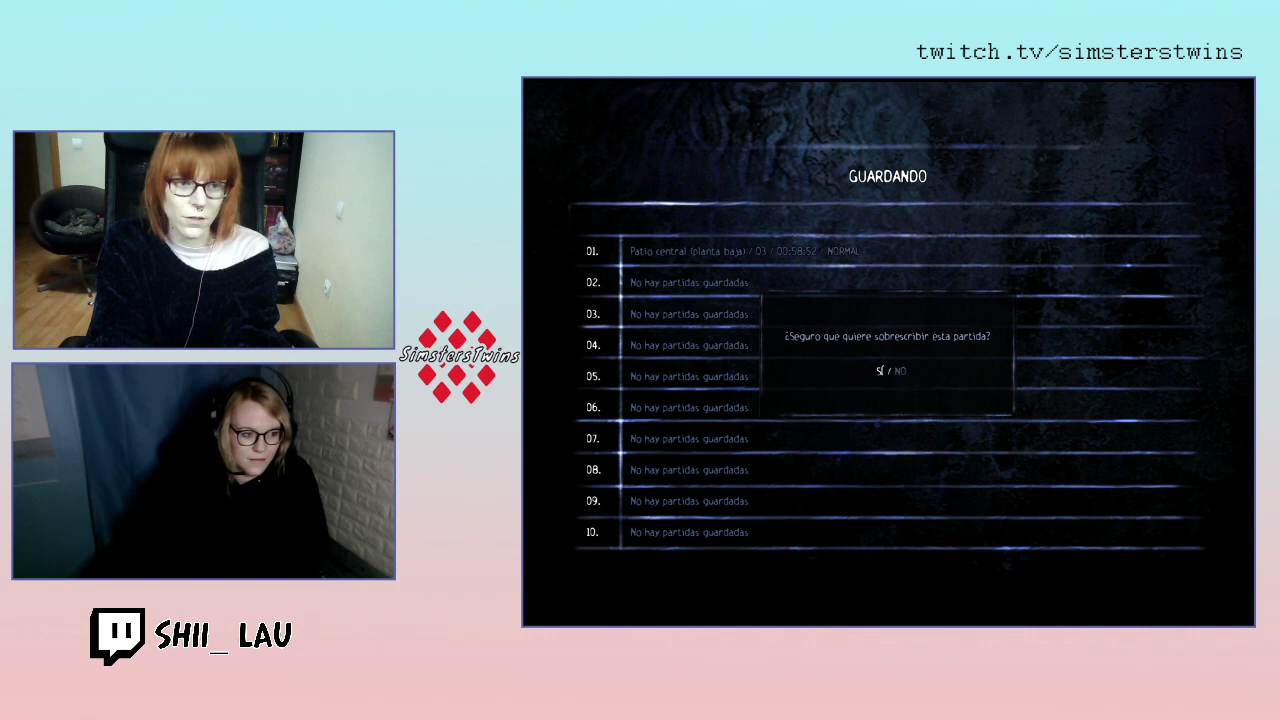 twitch.tv/simsterstwins
GUARDANDO
01. Patio central (planta baja) / 03 / 00:58:52 / NORMAL
02. No hay partidas guardadas
03. No hay partidas guardadas
04. No hay partidas guardadas
05. No hay partidas guardadas
06. No hay partidas guardadas
07. No hay partidas guardadas
08. No hay partidas guardadas
09. No hay partidas guardadas
10. No hay partidas guardadas
¿Seguro que quiere sobrescribir esta partida?
SÍ / NO
SimstersTwins
SHII_ LAU